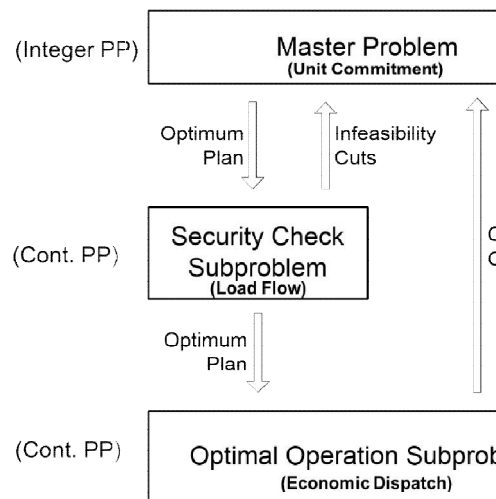 (Integer PP)
Master Problem
(Unit Commitment)
Optimum
Plan
Infeasibility
Cuts
(Cont. PP)
Security Check
Subproblem
(Load Flow)
Optimum
Plan
(Cont. PP)
Optimal Operation
(Economic Dispatch)